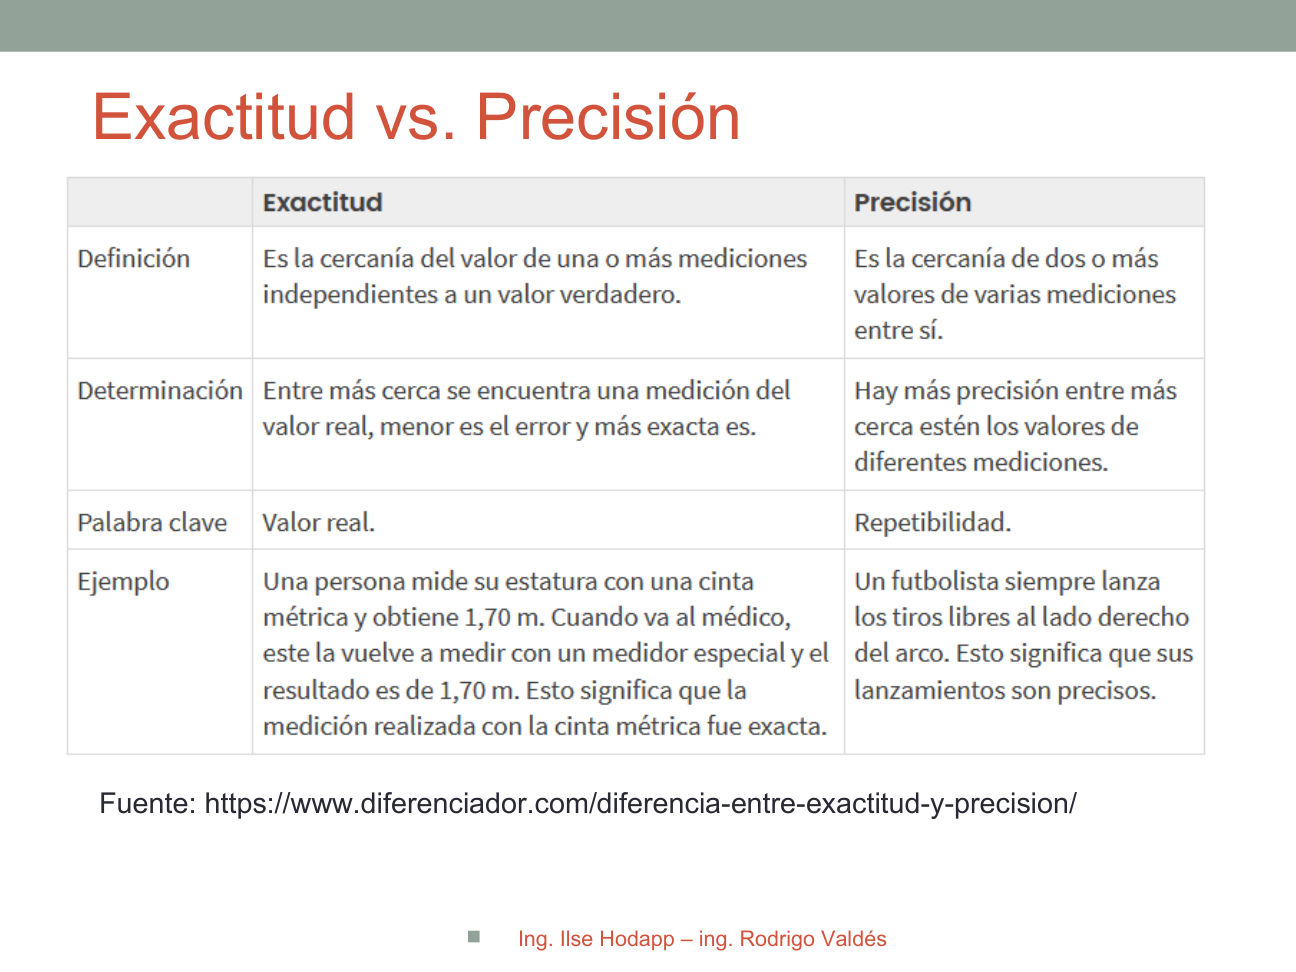 Exactitud vs. Precisión
Exactitud
Precisión
Definición
Es la cercanía del valor de una o más mediciones
independientes a un valor verdadero.
Es la cercanía de dos o más
valores de varias mediciones
entre sí.
Determinación
Entre más cerca se encuentra una medición del
valor real, menor es el error y más exacta es.
Hay más precisión entre más
cerca estén los valores de
diferentes mediciones.
Palabra clave
Valor real.
Repetibilidad.
Ejemplo
Una persona mide su estatura con una cinta
métrica y obtiene 1,70 m. Cuando va al médico,
este la vuelve a medir con un medidor especial y el
resultado es de 1,70 m. Esto significa que la
medición realizada con la cinta métrica fue exacta.
Un futbolista siempre lanza
los tiros libres al lado derecho
del arco. Esto significa que sus
lanzamientos son precisos.
Fuente: https://www.diferenciador.com/diferencia-entre-exactitud-y-precision/
Ing. Ilse Hodapp – ing. Rodrigo Valdés